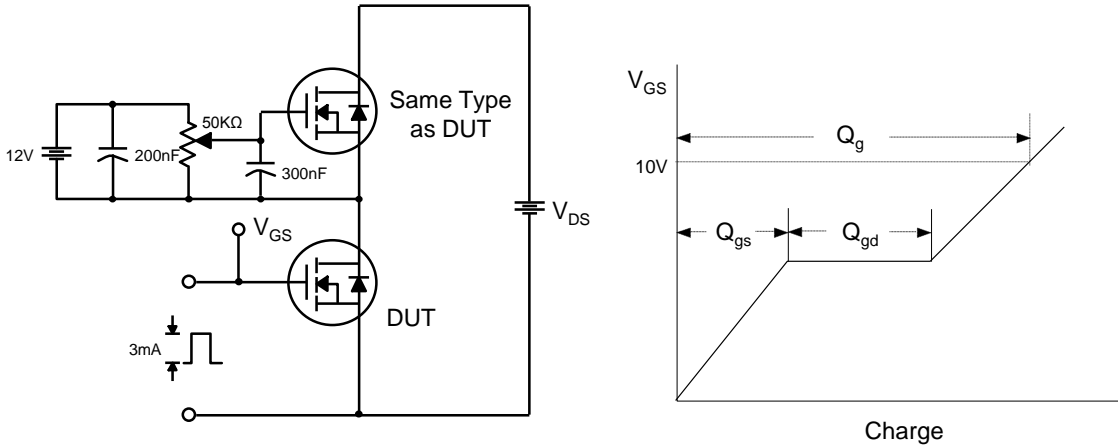 Same Type
as DUT
50KΩ
12V
200nF
300nF
V_GS
V_DS
DUT
3mA
V_GS
Q_g
10V
Q_gs
Q_gd
Charge